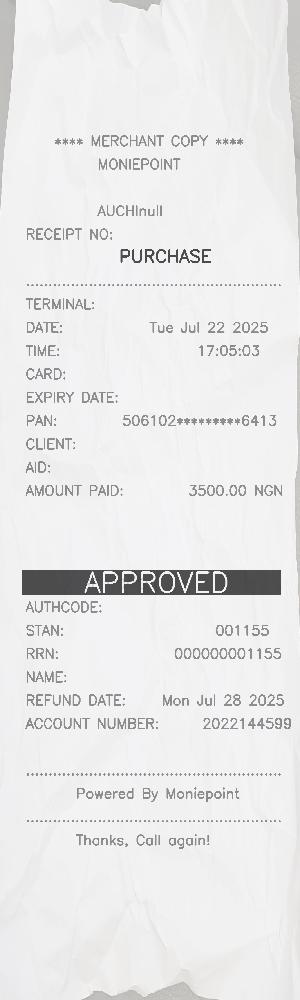 **** MERCHANT COPY ****
MONIEPOINT
AUCHInull
RECEIPT NO:
PURCHASE
TERMINAL:
DATE: Tue Jul 22 2025
TIME: 17:05:03
CARD:
EXPIRY DATE:
PAN: 506102*********6413
CLIENT:
AID:
AMOUNT PAID: 3500.00 NGN
APPROVED
AUTHCODE:
STAN: 001155
RRN: 000000001155
NAME:
REFUND DATE: Mon Jul 28 2025
ACCOUNT NUMBER: 2022144599
Powered By Moniepoint
Thanks, Call again!